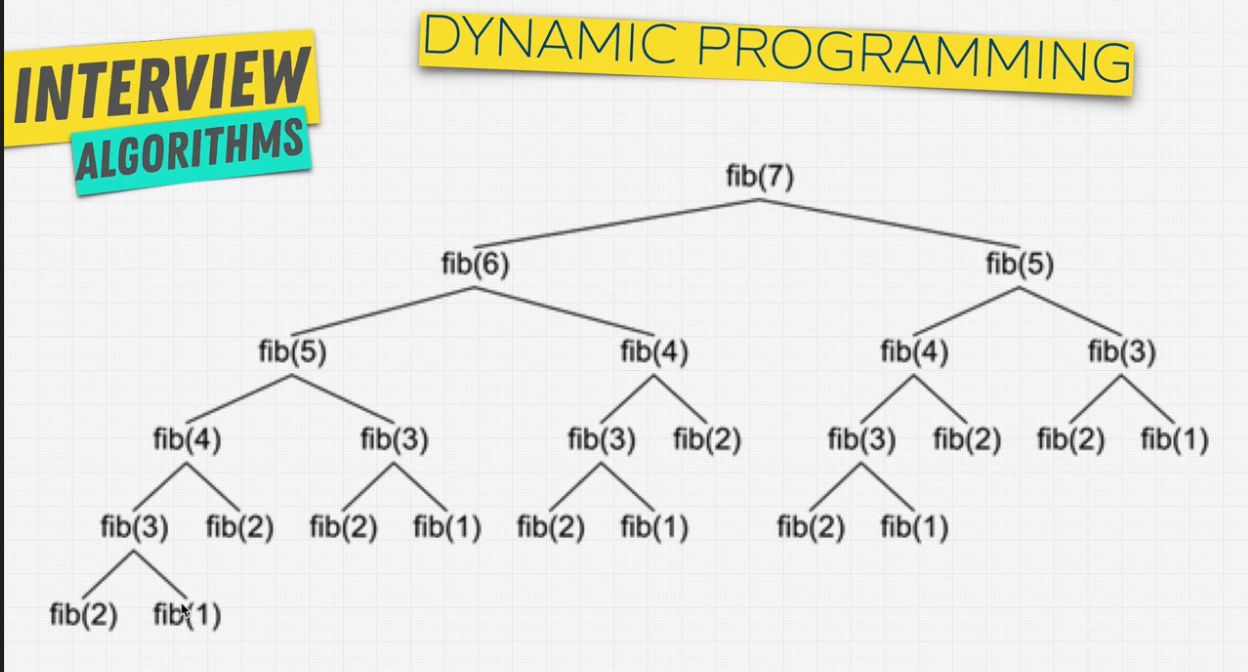 INTERVIEW
ALGORITHMS
DYNAMIC PROGRAMMING
fib(7)
fib(6) fib(5)
fib(5) fib(4) fib(4) fib(3)
fib(4) fib(3) fib(3) fib(2) fib(3) fib(2) fib(2) fib(1)
fib(3) fib(2) fib(2) fib(1) fib(2) fib(1) fib(2) fib(1)
fib(2) fib(1)